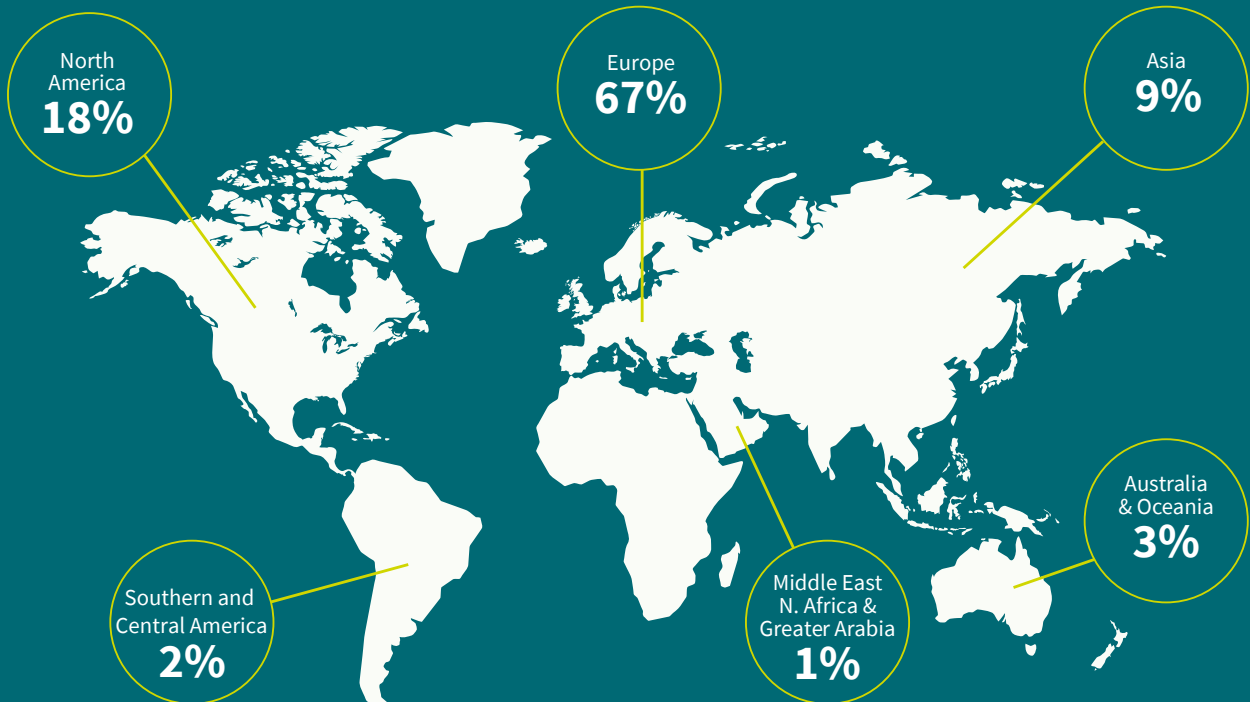 North
America
18%
Europe
67%
Asia
9%
Australia
& Oceania
3%
Middle East
N. Africa &
Greater Arabia
1%
Southern and
Central America
2%